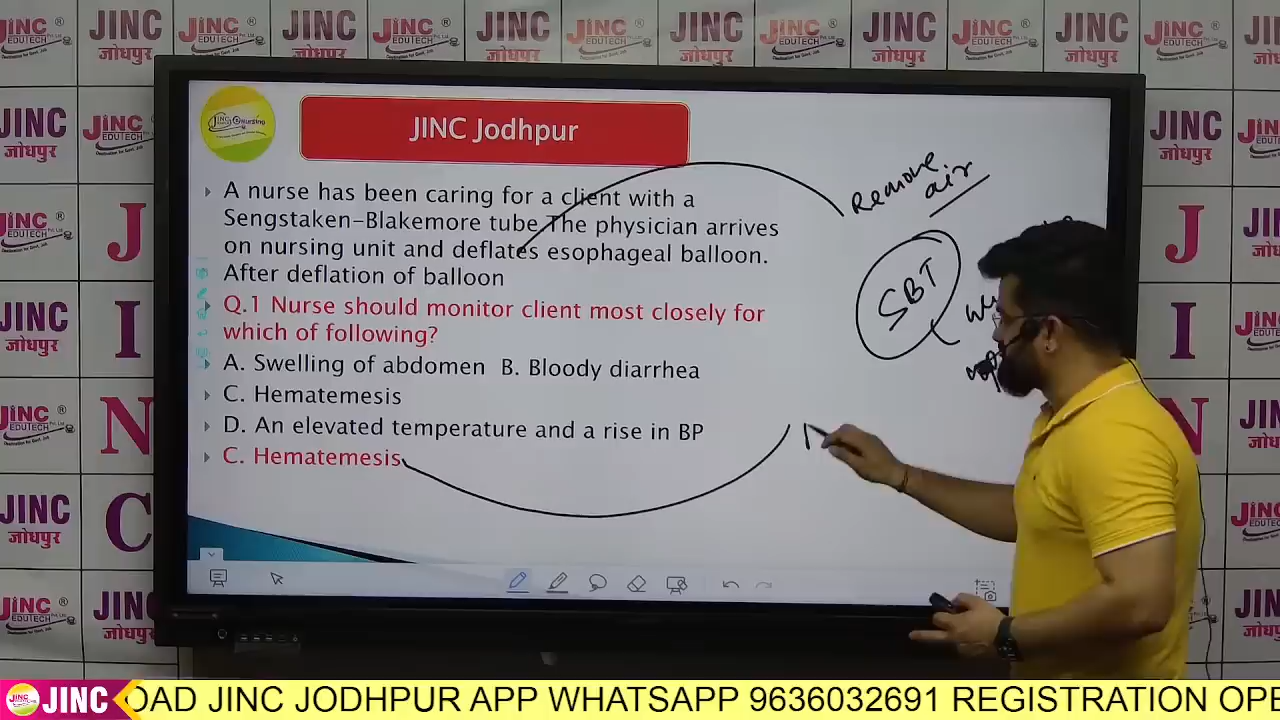 JINC Jodhpur
A nurse has been caring for a client with a
Sengstaken-Blakemore tube. The physician arrives
on nursing unit and deflates esophageal balloon.
After deflation of balloon
Q.1 Nurse should monitor client most closely for
which of following?
A. Swelling of abdomen B. Bloody diarrhea
C. Hematemesis
D. An elevated temperature and a rise in BP
C. Hematemesis
Remove
air
SBT
JINC
जोधपुर
JINC
EDUTECH
J
I
N
C
J
I
N
JINC
OAD JINC JODHPUR APP WHATSAPP 9636032691 REGISTRATION OPE